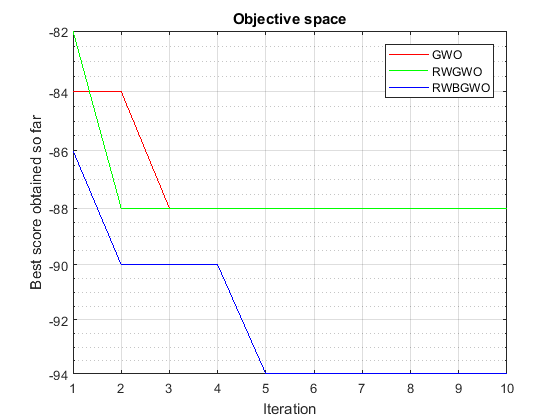 Objective space
GWO
RWGWO
RWBGWO
-82
-84
-86
-88
-90
-92
-94
Best score obtained so far
1 2 3 4 5 6 7 8 9 10
Iteration